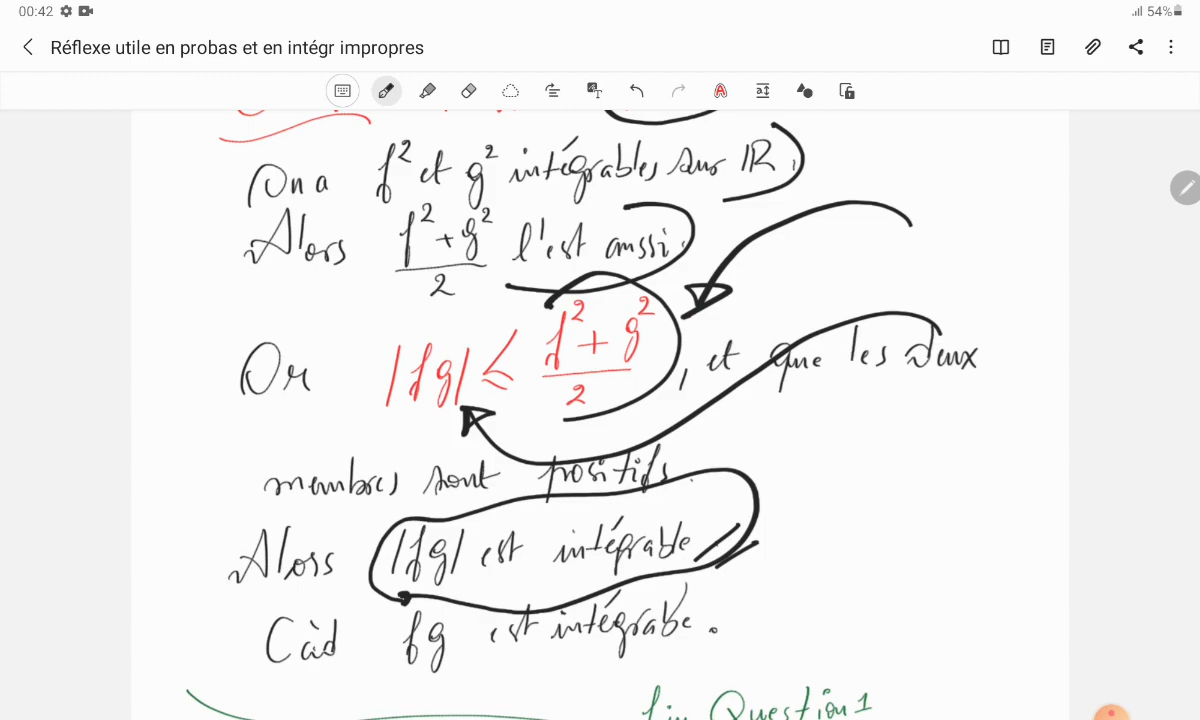 00:42 54%
Réflexe utile en probas et en intégr impropres
On a f² et g² intégrables sur IR.
Alors (f² + g²)/2 l'est aussi.
Or |fg| ≤ (f² + g²)/2, et que les deux
membres sont positifs.
Alors |fg| est intégrable
Càd fg est intégrabe.
fin Question 1